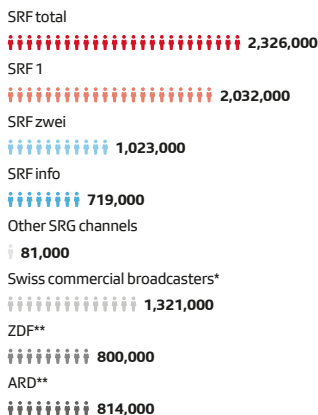 SRF total
2,326,000
SRF 1
2,032,000
SRF zwei
1,023,000
SRF info
719,000
Other SRG channels
81,000
Swiss commercial broadcasters*
1,321,000
ZDF**
800,000
ARD**
814,000